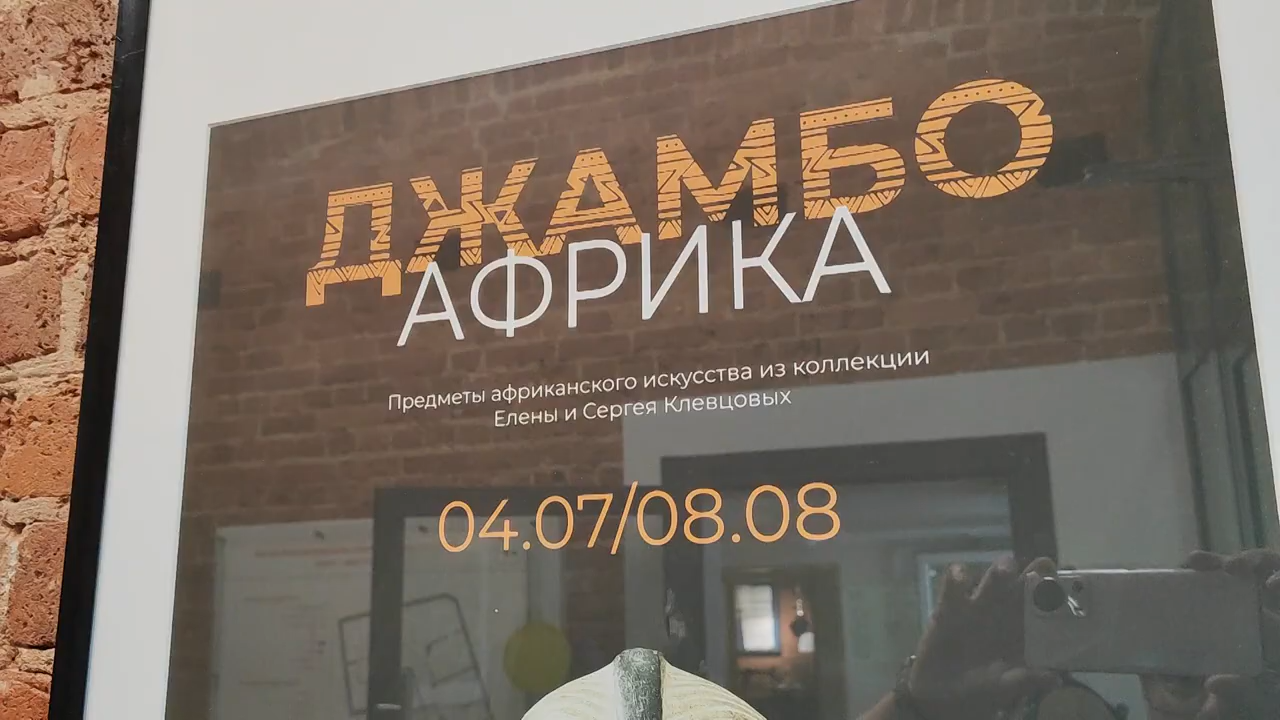 ДЖАМБО
АФРИКА
Предметы африканского искусства из коллекции
Елены и Сергея Клевцовых
04.07/08.08